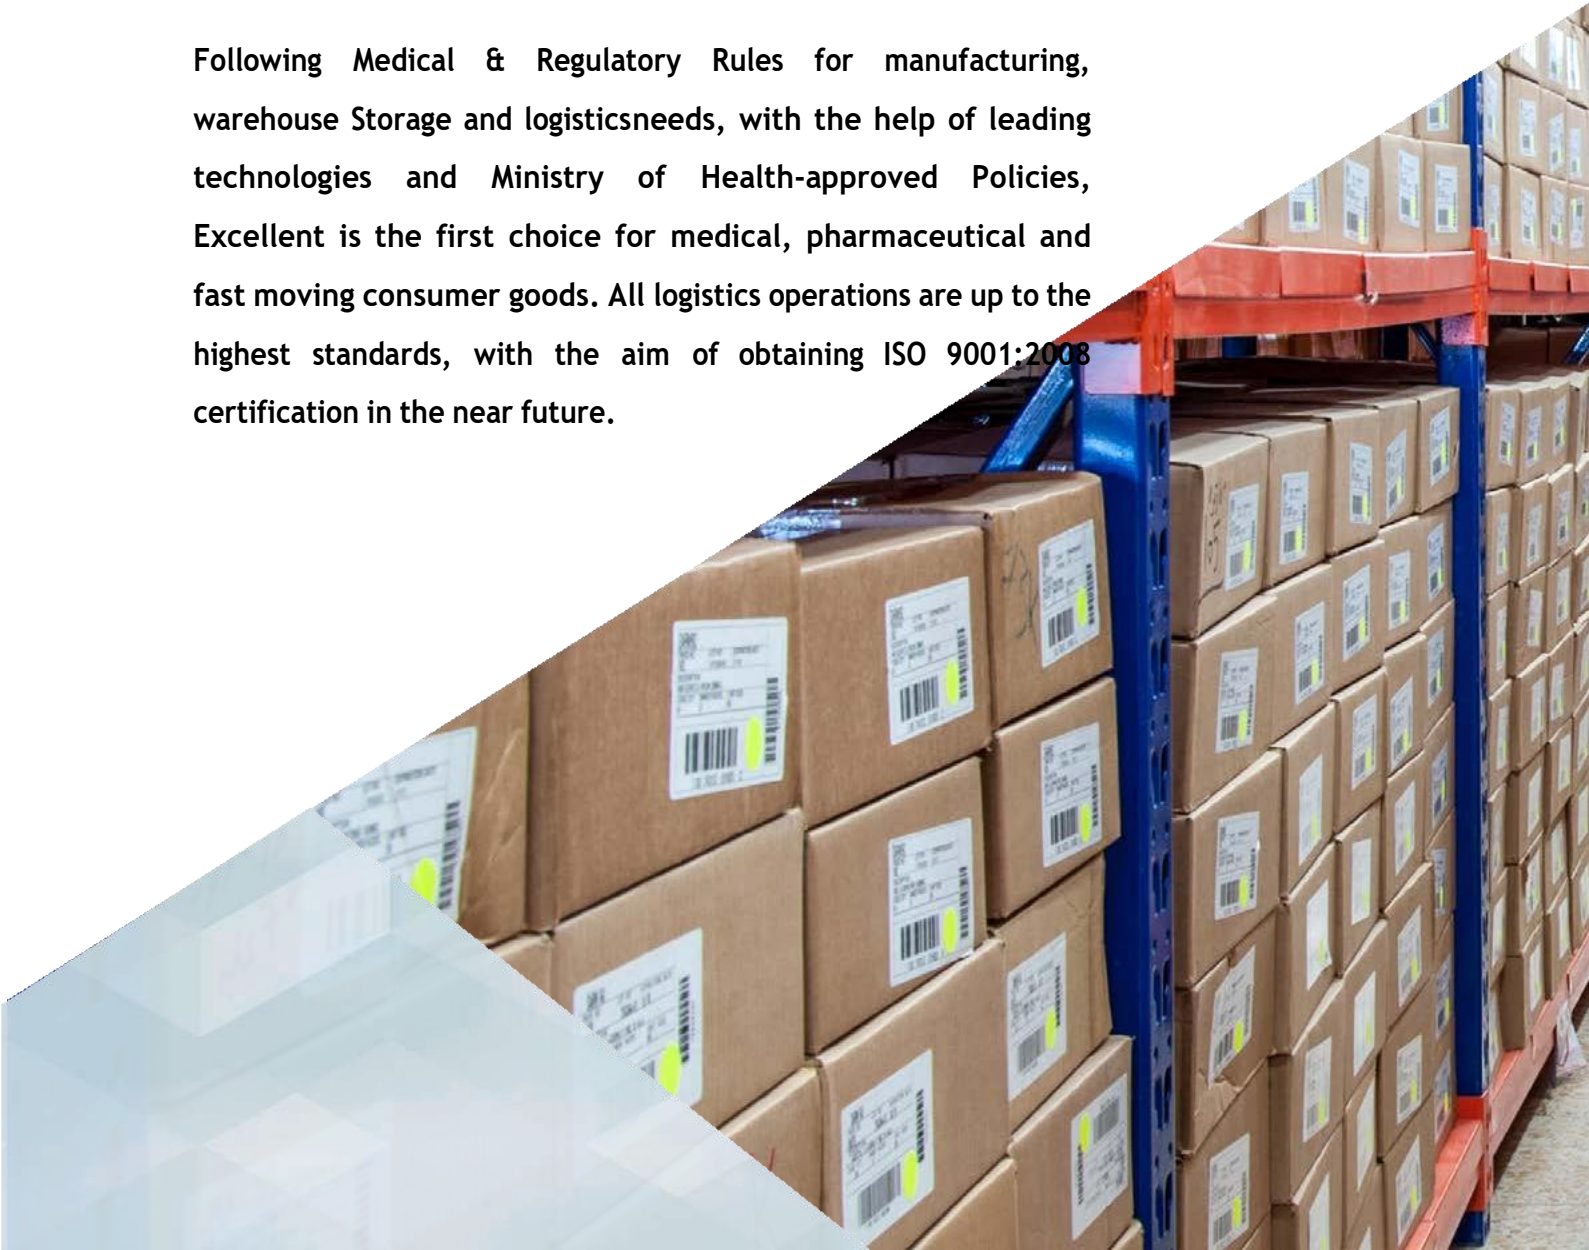 Following Medical & Regulatory Rules for manufacturing,
warehouse Storage and logisticsneeds, with the help of leading
technologies and Ministry of Health-approved Policies,
Excellent is the first choice for medical, pharmaceutical and
fast moving consumer goods. All logistics operations are up to the
highest standards, with the aim of obtaining ISO 9001:2008
certification in the near future.